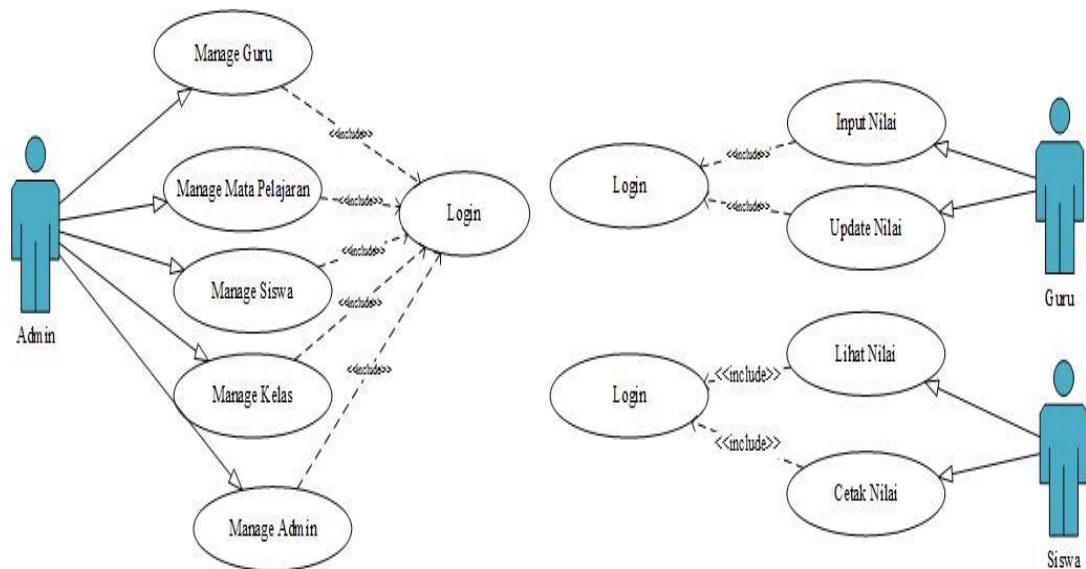 Manage Guru
<<include>>
Manage Mata Pelajaran
<<include>>
Login
<<include>>
Manage Siswa
<<include>>
Admin
Manage Kelas
<<include>>
Manage Admin
Input Nilai
<<include>>
Login
<<include>>
Update Nilai
Guru
Lihat Nilai
<<include>>
Login
<<include>>
Cetak Nilai
Siswa